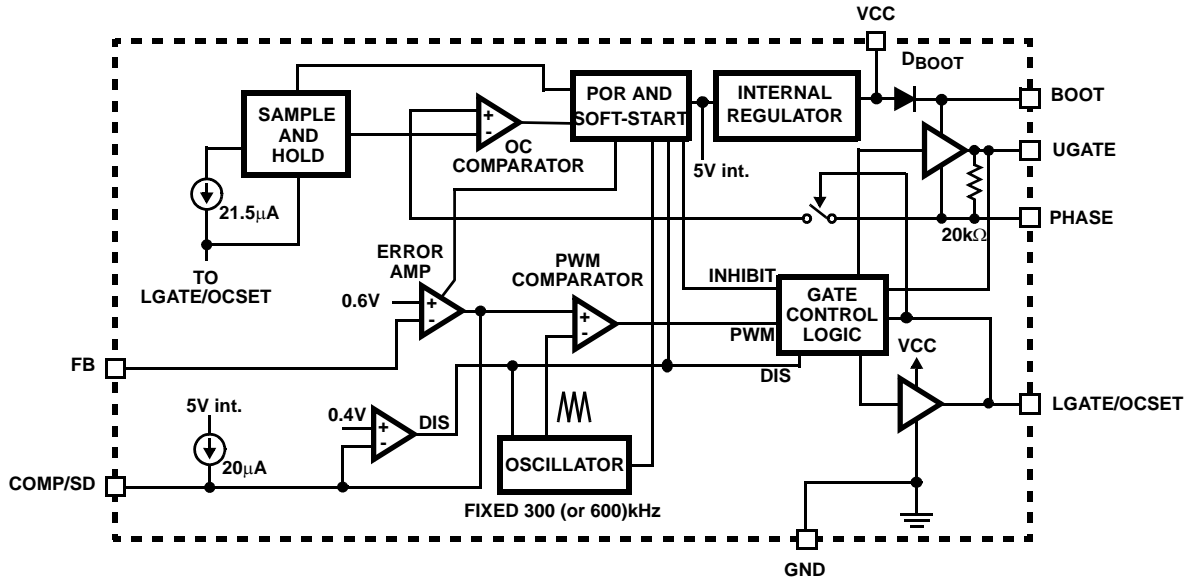 VCC
D_BOOT
BOOT
SAMPLE
AND
HOLD
POR AND
SOFT-START
INTERNAL
REGULATOR
+
-
OC
COMPARATOR
5V int.
UGATE
21.5µA
TO
LGATE/OCSET
PHASE
20kΩ
ERROR
AMP
PWM
COMPARATOR
INHIBIT
GATE
CONTROL
LOGIC
0.6V
+
-
+
-
PWM
VCC
FB
DIS
5V int.
0.4V
+
-
DIS
LGATE/OCSET
20µA
COMP/SD
OSCILLATOR
FIXED 300 (or 600)kHz
GND